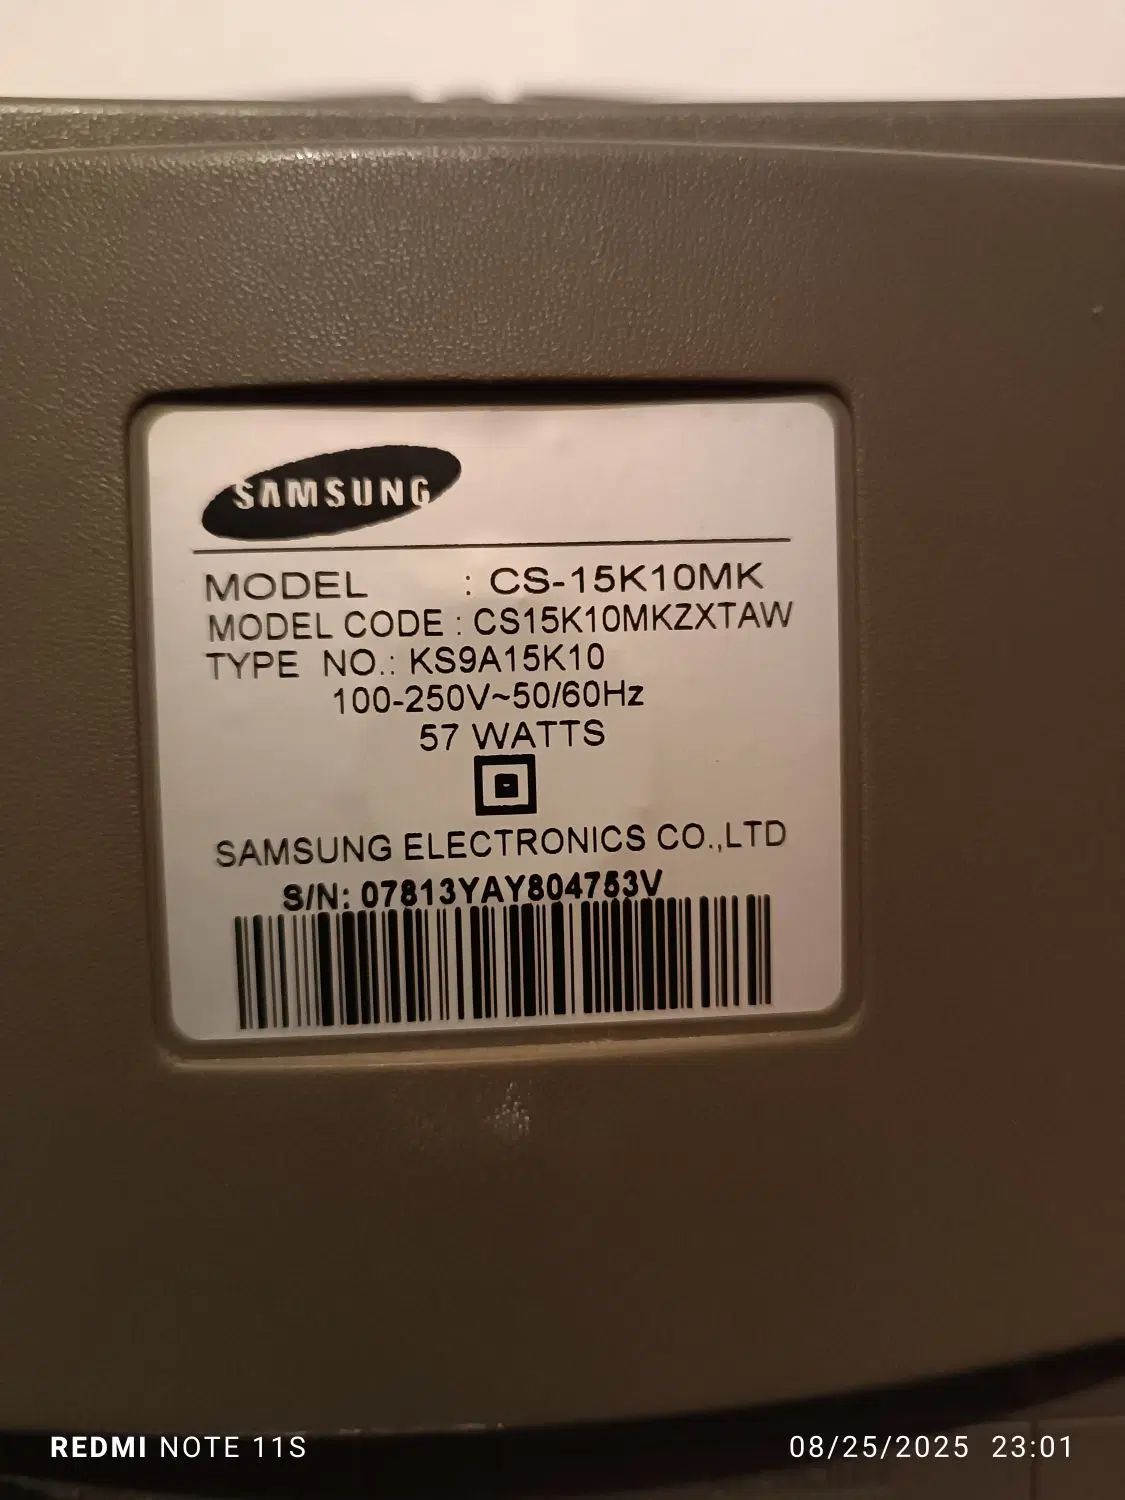 SAMSUNG
MODEL : CS-15K10MK
MODEL CODE : CS15K10MKZXTAW
TYPE NO.: KS9A15K10
100-250V~50/60Hz
57 WATTS
SAMSUNG ELECTRONICS CO.,LTD
S/N: 07813YAY804753V
REDMI NOTE 11S
08/25/2025 23:01